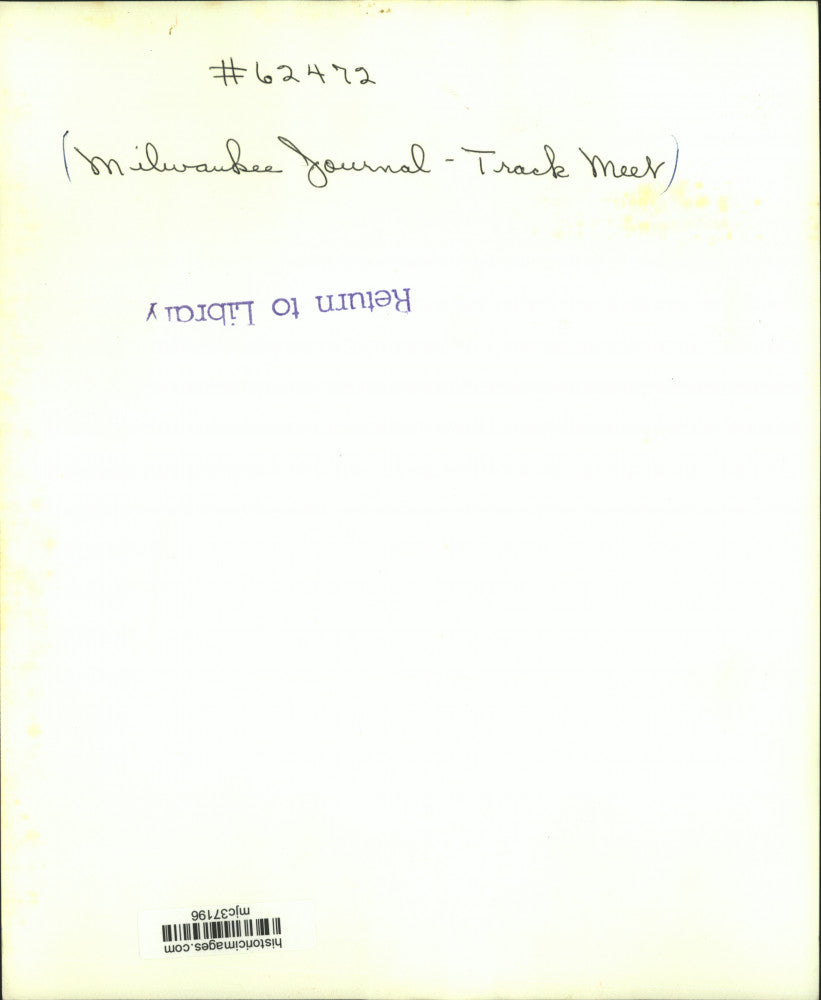 #62472
(Milwaukee Journal - Track Meet)
Return to Library
historicimages.com
mjc37196